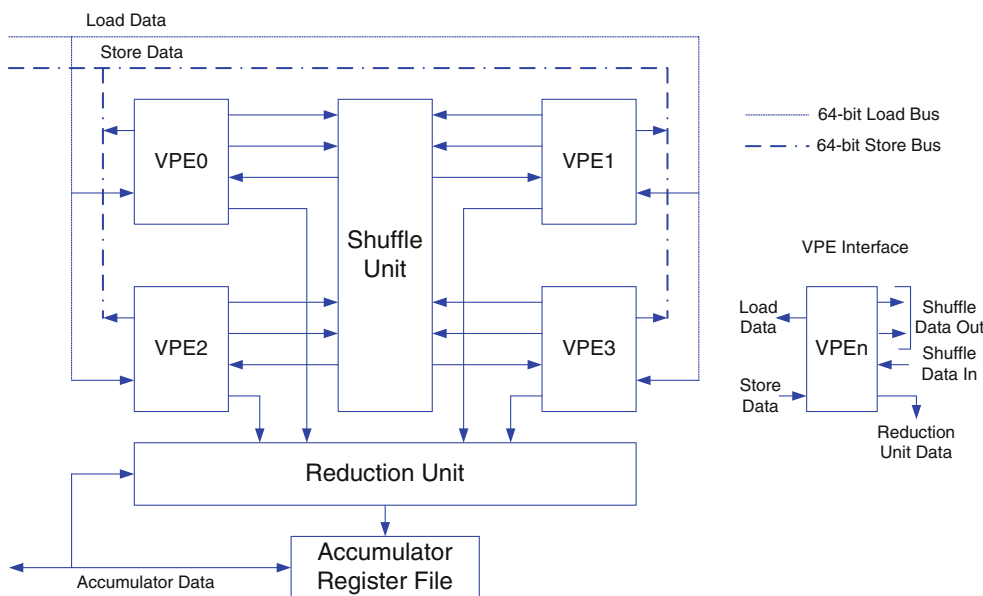 Load Data
Store Data
VPE0
VPE1
Shuffle
Unit
VPE2
VPE3
Reduction Unit
Accumulator
Register File
Accumulator Data
64-bit Load Bus
64-bit Store Bus
VPE Interface
Load
Data
VPEn
Shuffle
Data Out
Shuffle
Data In
Store
Data
Reduction
Unit Data